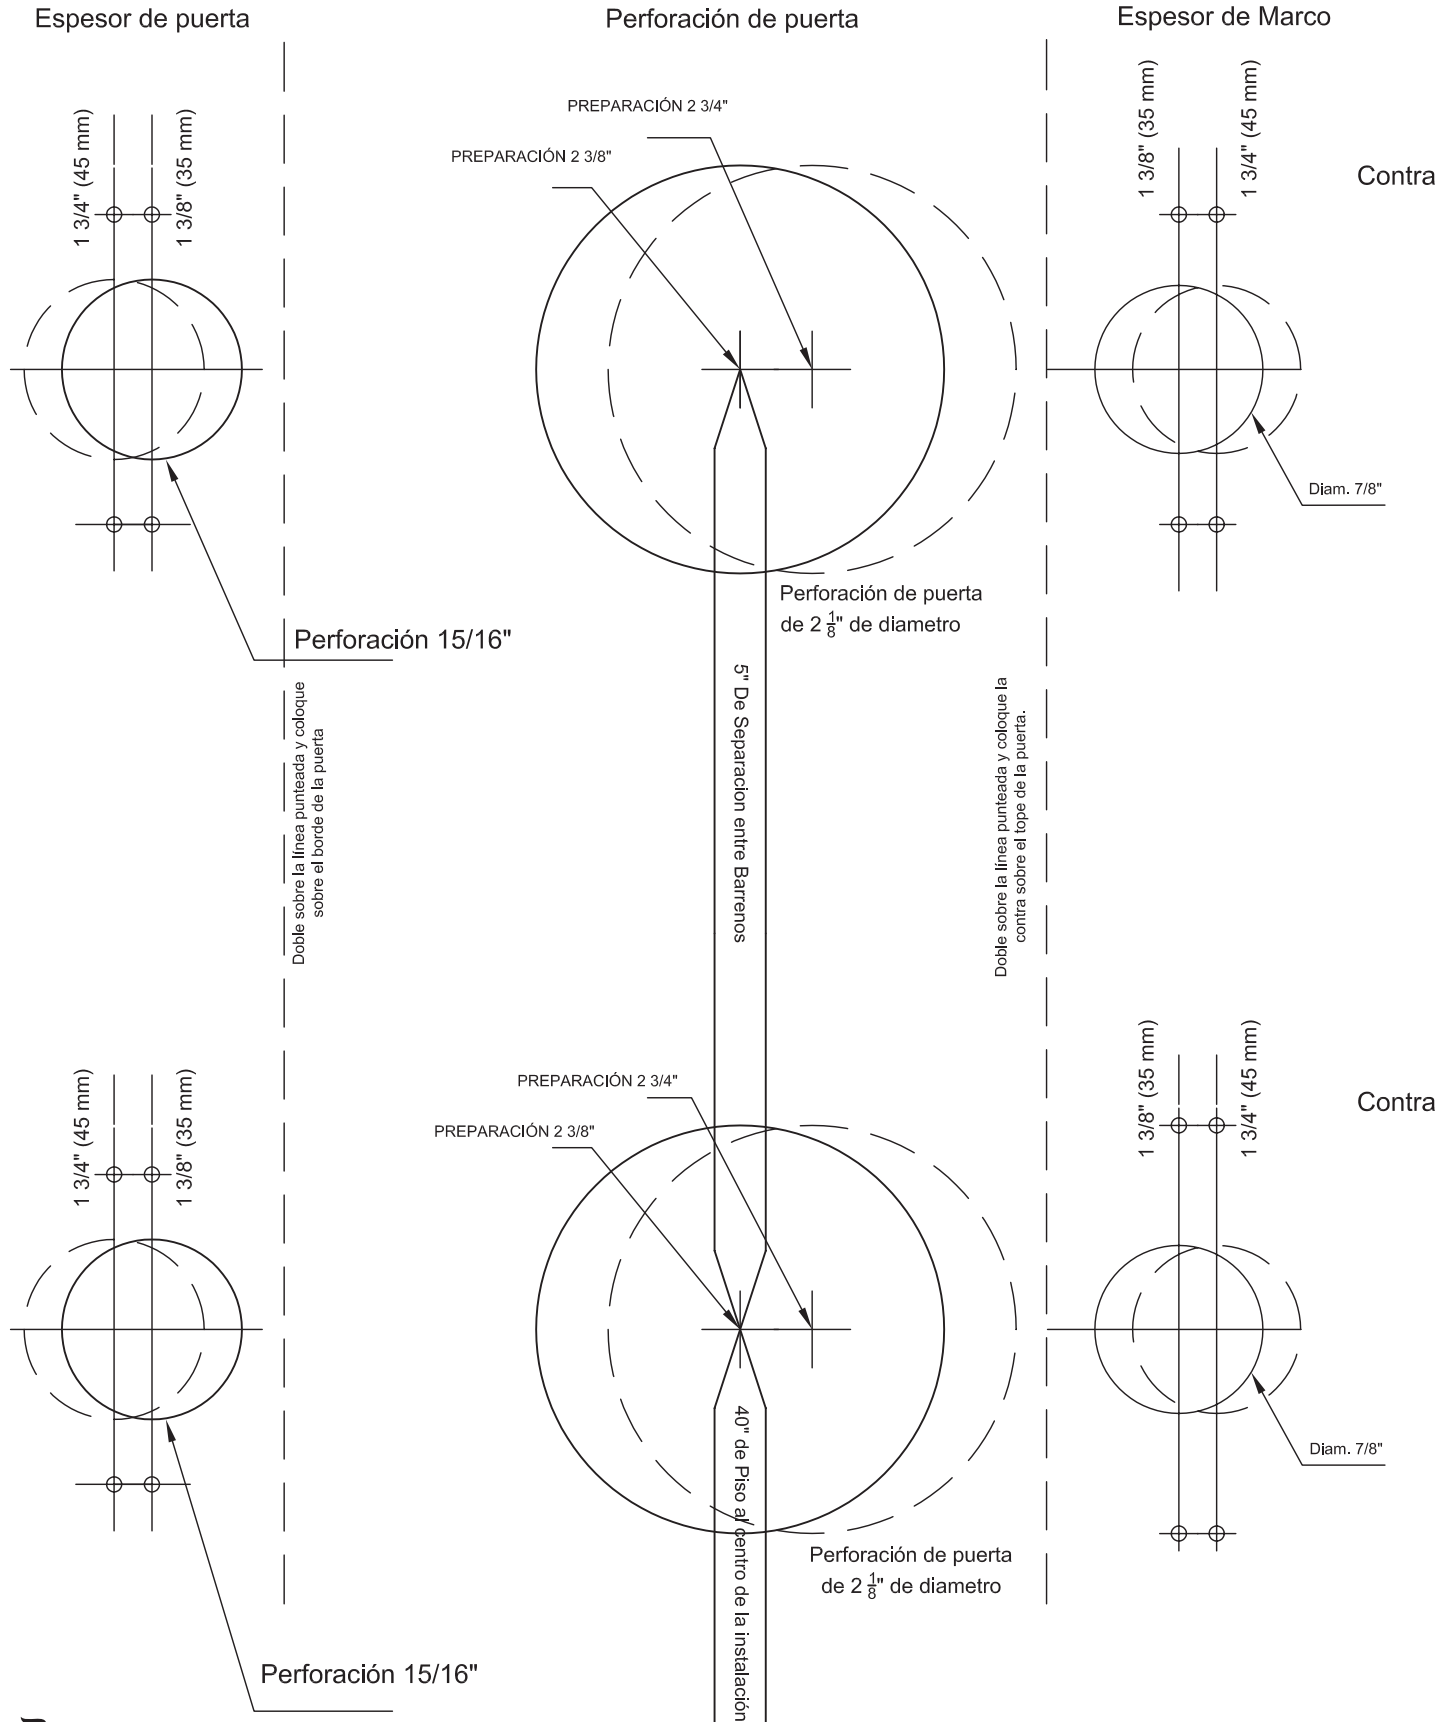 Espesor de puerta
Perforación de puerta
Espesor de Marco
1 3/4" (45 mm)
1 3/8" (35 mm)
PREPARACIÓN 2 3/4"
PREPARACIÓN 2 3/8"
1 3/8" (35 mm)
1 3/4" (45 mm)
Contra
Diam. 7/8"
Perforación de puerta
de 2 1/8" de diametro
Perforación 15/16"
Doble sobre la línea punteada y coloque
sobre el borde de la puerta
5" De Separacion entre Barrenos
Doble sobre la línea punteada y coloque la
contra sobre el tope de la puerta.
1 3/4" (45 mm)
1 3/8" (35 mm)
PREPARACIÓN 2 3/4"
PREPARACIÓN 2 3/8"
1 3/8" (35 mm)
1 3/4" (45 mm)
Contra
Diam. 7/8"
40" de Piso al centro de la instalación
Perforación de puerta
de 2 1/8" de diametro
Perforación 15/16"